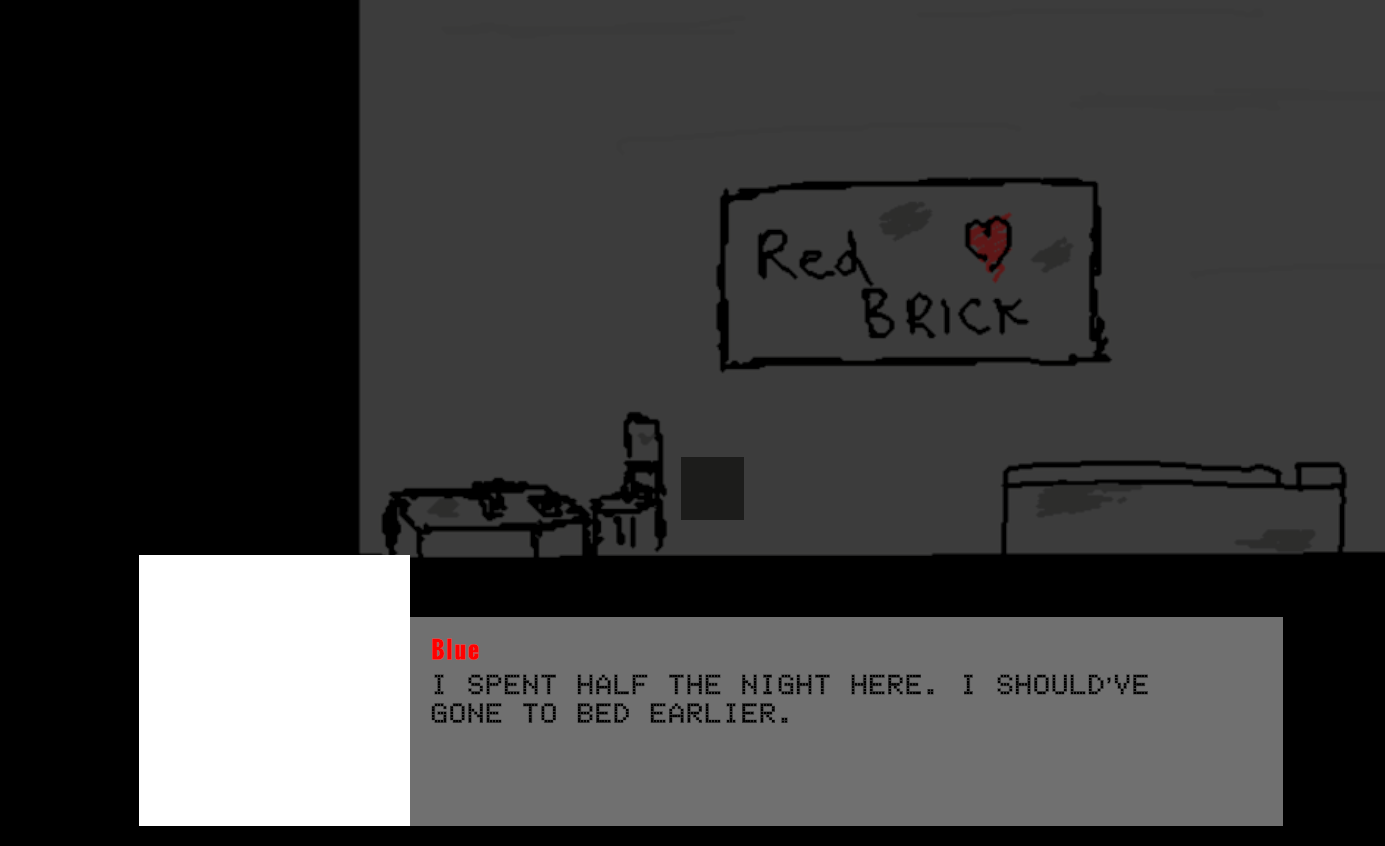 Red
BRICK
Blue
I SPENT HALF THE NIGHT HERE. I SHOULD'VE
GONE TO BED EARLIER.